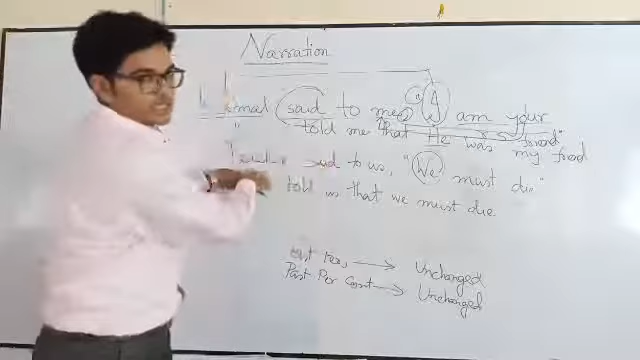 Narration
said to me, "I am your friend"
" told me that He was my friend
said to us, "We must die"
told us that we must die.
→ Unchanged
Past Per Cont → Unchanged